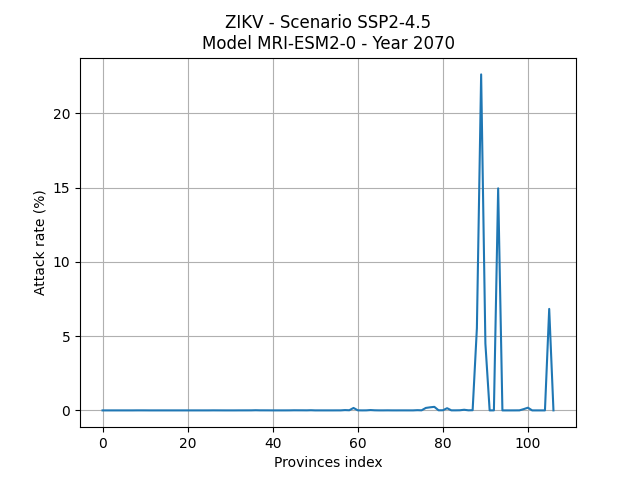 ZIKV - Scenario SSP2-4.5
Model MRI-ESM2-0 - Year 2070
20
15
10
5
0
Attack rate (%)
0 20 40 60 80 100
Provinces index